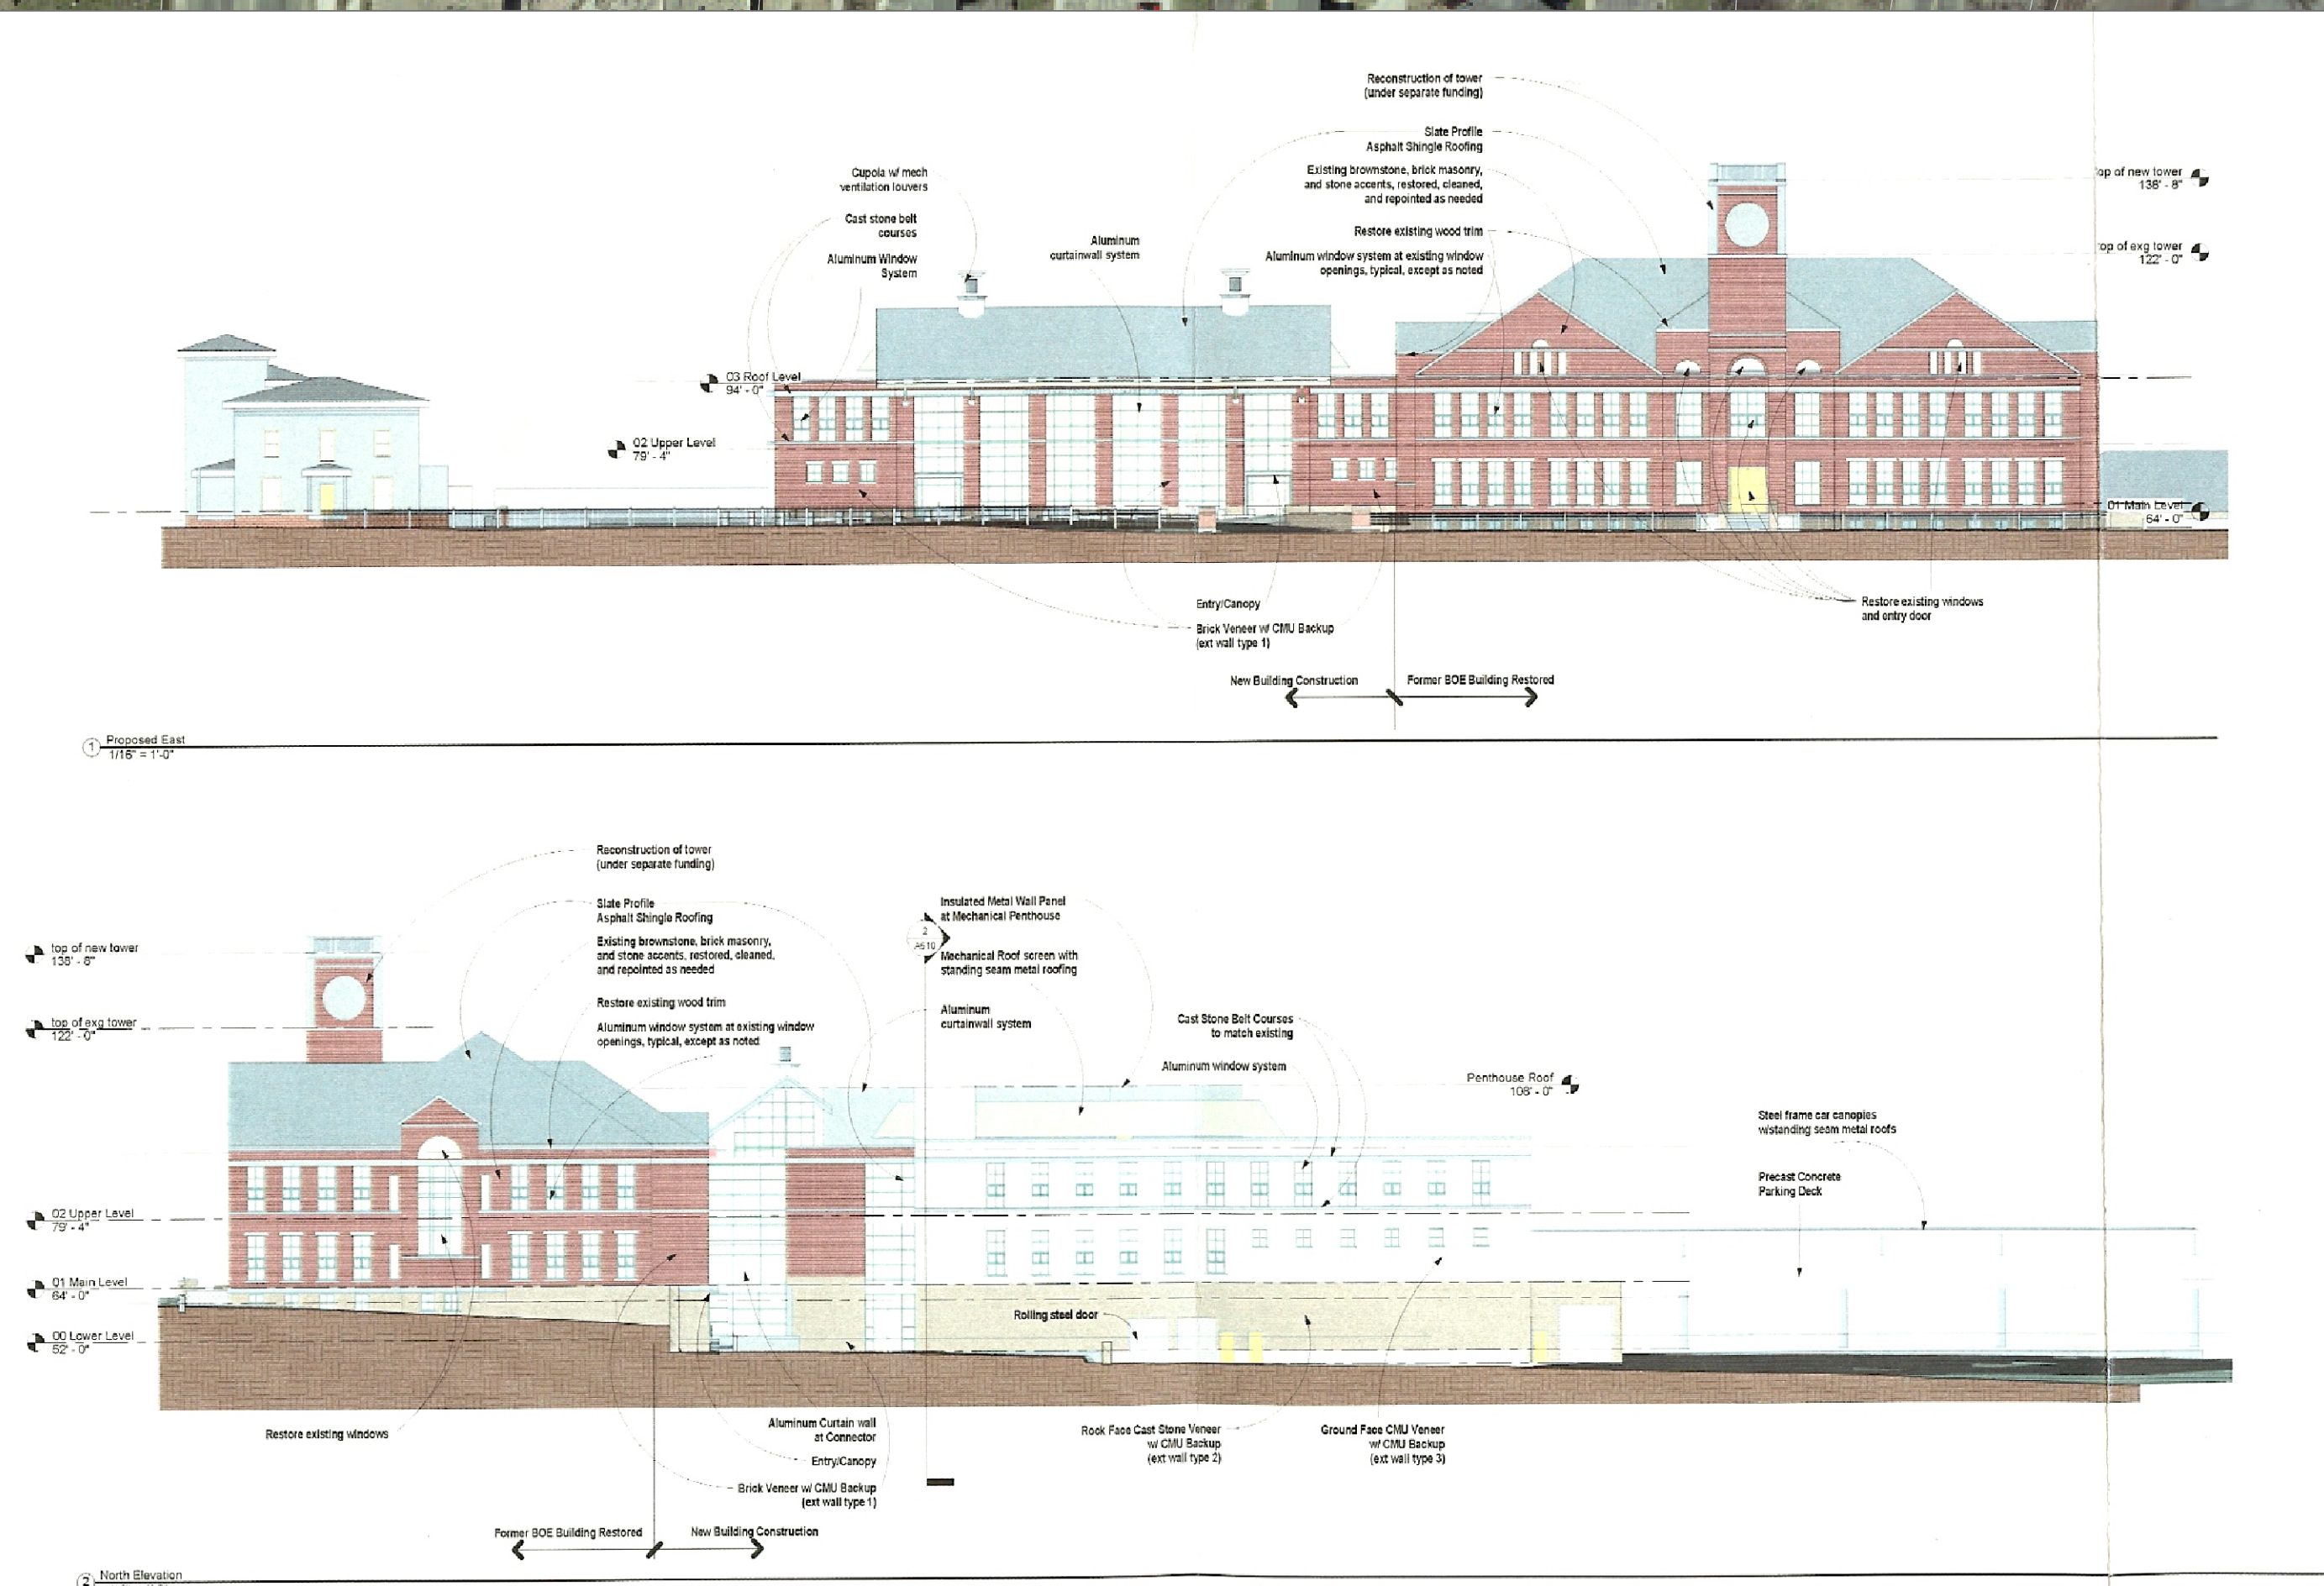 Reconstruction of tower
(under separate funding)
Slate Profile
Asphalt Shingle Roofing
Existing brownstone, brick masonry,
and stone accents, restored, cleaned,
and repointed as needed
Restore existing wood trim
Aluminum window system at existing window
openings, typical, except as noted
Cupola w/ mech
ventilation louvers
Cast stone belt
courses
Aluminum Window
System
Aluminum
curtainwall system
top of new tower
138' - 8"
top of exg tower
122' - 0"
03 Roof Level
94' - 0"
02 Upper Level
79' - 4"
01 Main Level
64' - 0"
Entry/Canopy
Brick Veneer w/ CMU Backup
(ext wall type 1)
Restore existing windows
and entry door
New Building Construction
Former BOE Building Restored
1
Proposed East
1/16" = 1'-0"
Reconstruction of tower
(under separate funding)
Slate Profile
Asphalt Shingle Roofing
Existing brownstone, brick masonry,
and stone accents, restored, cleaned,
and repointed as needed
Restore existing wood trim
Aluminum window system at existing window
openings, typical, except as noted
Insulated Metal Wall Panel
at Mechanical Penthouse
2
A610
Mechanical Roof screen with
standing seam metal roofing
Aluminum
curtainwall system
Cast Stone Belt Courses
to match existing
Aluminum window system
Penthouse Roof
108' - 0"
Steel frame car canopies
w/standing seam metal roofs
Precast Concrete
Parking Deck
top of new tower
138' - 8"
top of exg tower
122' - 0"
02 Upper Level
79' - 4"
01 Main Level
64' - 0"
00 Lower Level
52' - 0"
Rolling steel door
Restore existing windows
Aluminum Curtain wall
at Connector
Entry/Canopy
Brick Veneer w/ CMU Backup
(ext wall type 1)
Rock Face Cast Stone Veneer
w/ CMU Backup
(ext wall type 2)
Ground Face CMU Veneer
w/ CMU Backup
(ext wall type 3)
Former BOE Building Restored
New Building Construction
2
North Elevation